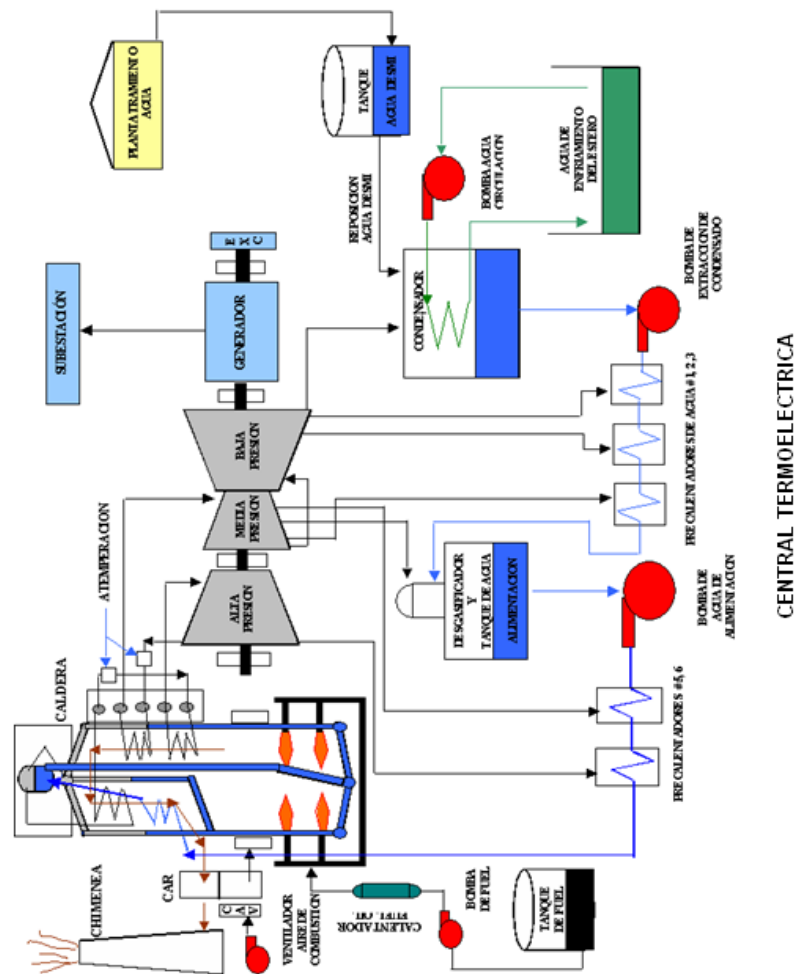 CENTRAL TERMOELECTRICA
CHIMENEA
CAR
C
A
V
VENTILADOR
AIRE DE
COMBUSTION
CALDERA
ATEMPERACION
ALTA
PRESION
MEDIA
PRESION
BAJA
PRESION
GENERADOR
E
X
C
SUBESTACIÓN
PLANTA TRAMIENTO
AGUA
TANQUE
AGUA DESMI
REPOSICION
AGUA DESMI
CONDENSADOR
BOMBA AGUA
CIRCULACION
AGUA DE
ENFRIAMIENTO
DEL ESTERO
BOMBA DE
EXTRACCION DE
CONDENSADO
PRECALENTADORES DE AGUA #1, 2, 3
DESGASIFICADOR
Y
TANQUE DE AGUA
ALIMENTACION
BOMBA DE
AGUA DE
ALIMENTACION
PRECALENTADORES #5, 6
CALENTADOR
FUEL OIL
BOMBA
DE FUEL
TANQUE
DE FUEL